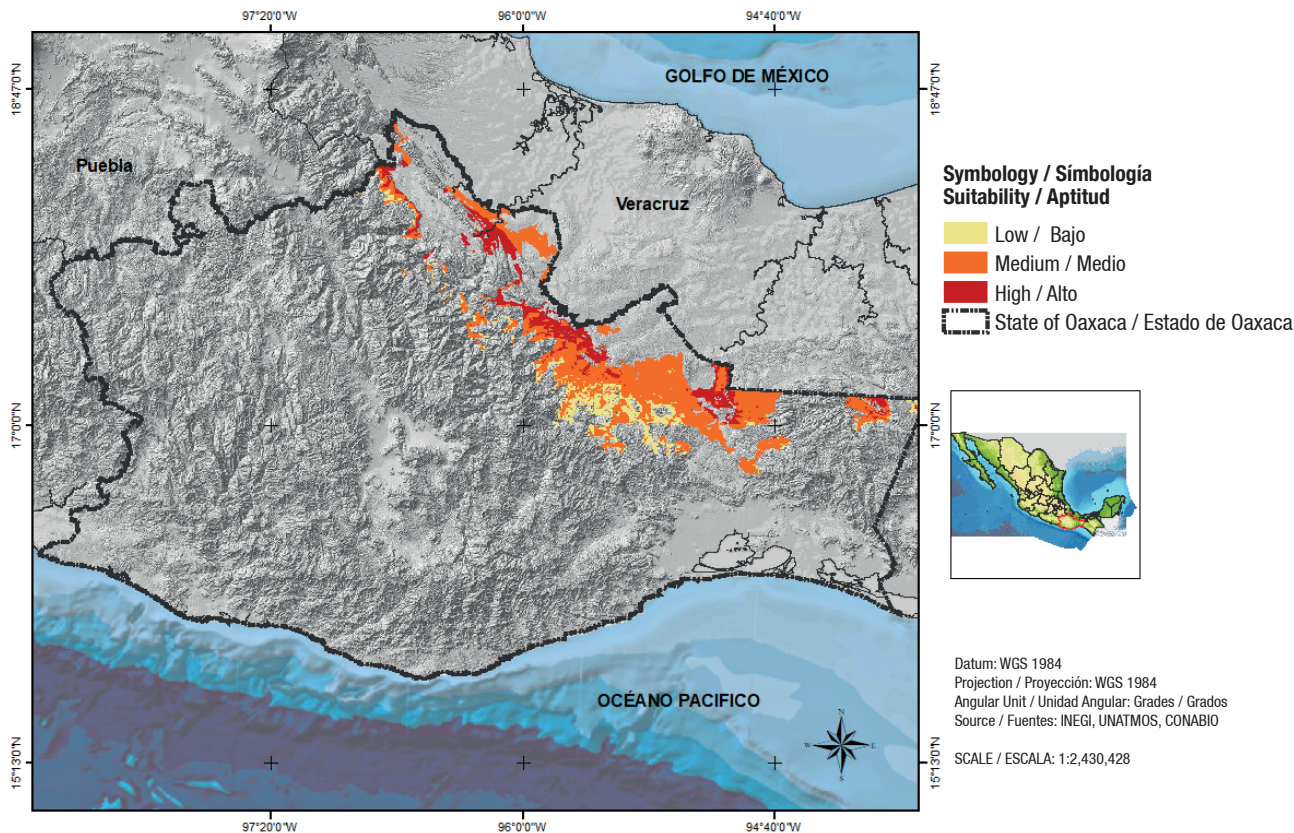 97°20'0"W 96°0'0"W 94°40'0"W
18°47'0"N
18°47'0"N
GOLFO DE MÉXICO
Puebla
Veracruz
17°0'0"N
17°0'0"N
OCÉANO PACIFICO
N
W
E
S
15°13'0"N
15°13'0"N
97°20'0"W 96°0'0"W 94°40'0"W
Symbology / Símbología
Suitability / Aptitud
Low / Bajo
Medium / Medio
High / Alto
State of Oaxaca / Estado de Oaxaca
Datum: WGS 1984
Projection / Proyección: WGS 1984
Angular Unit / Unidad Angular: Grades / Grados
Source / Fuentes: INEGI, UNATMOS, CONABIO
SCALE / ESCALA: 1:2,430,428